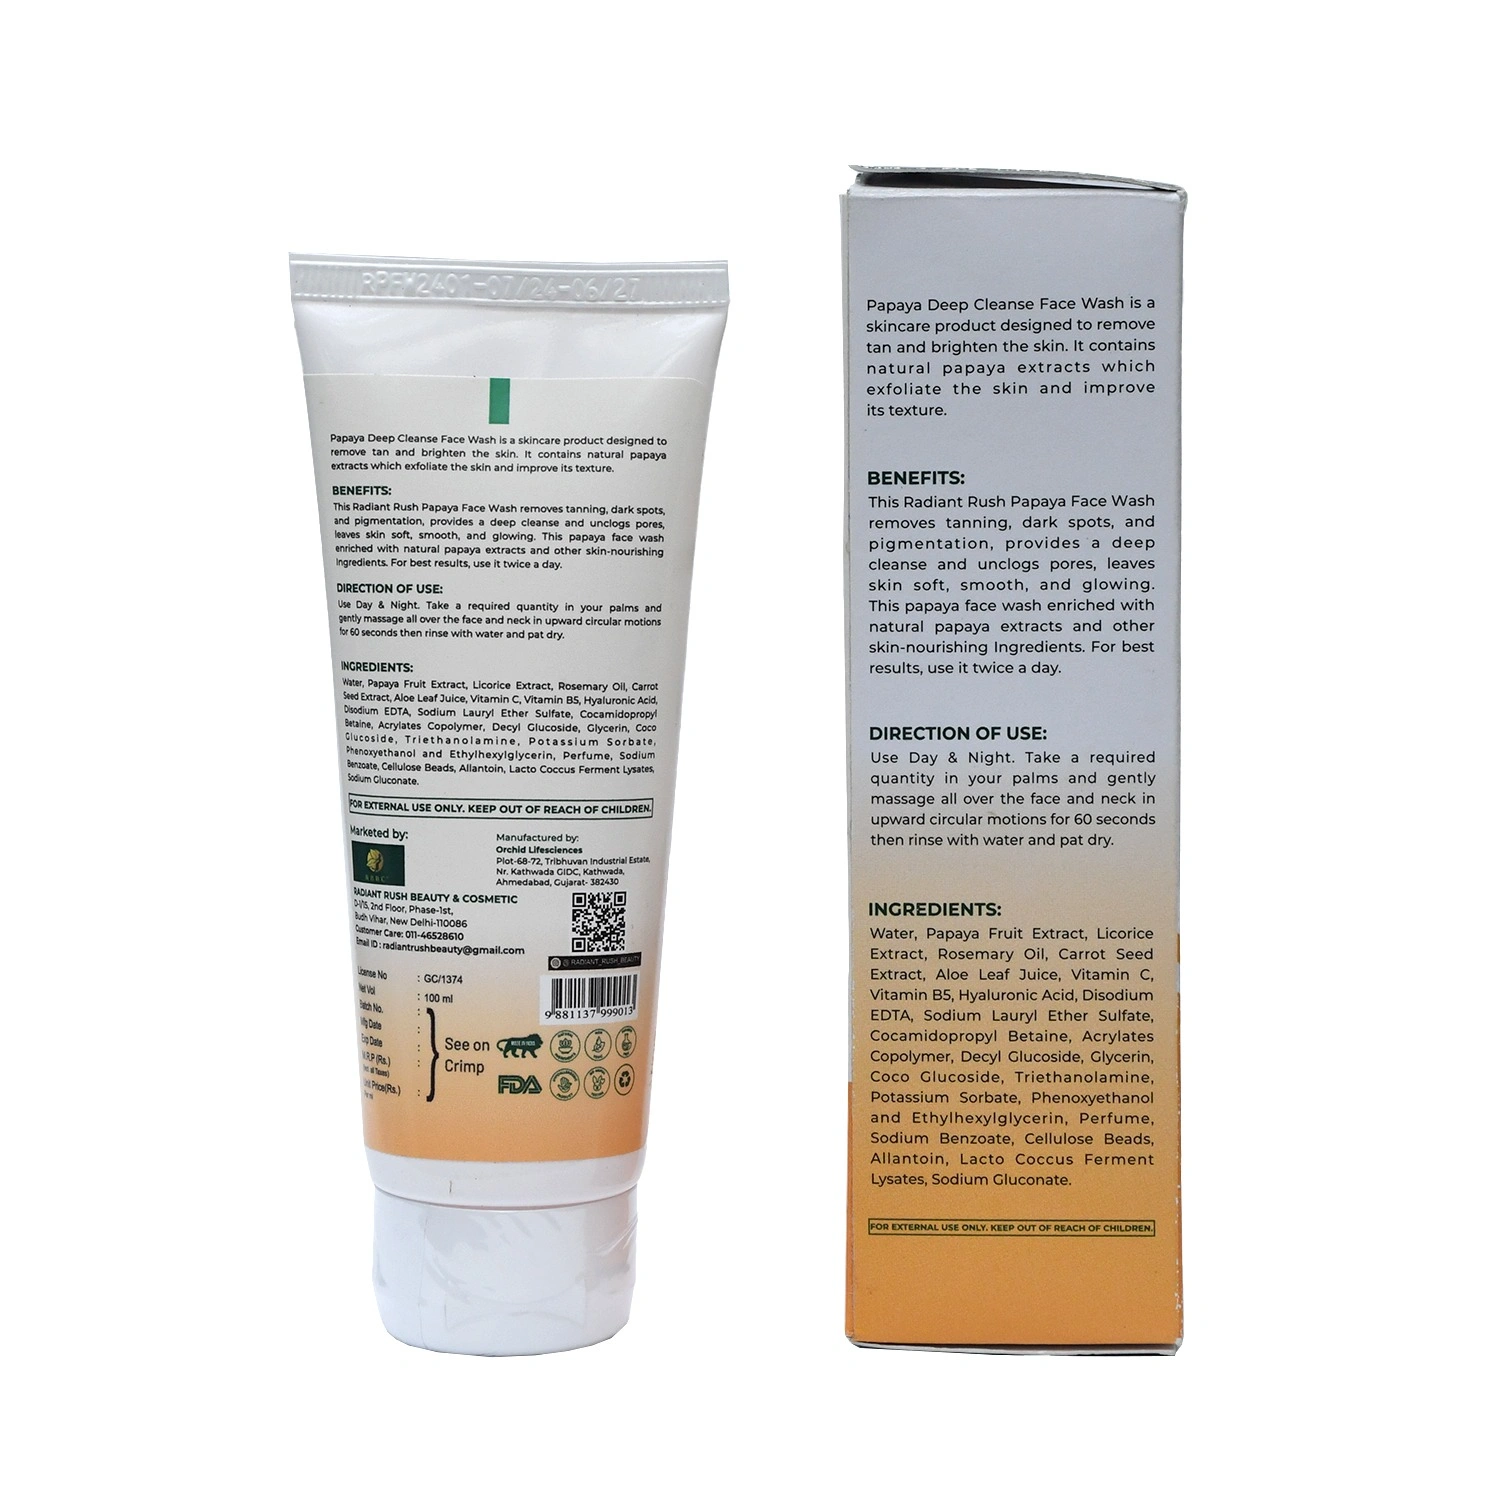 RPFW2401-07/24-06/27
Papaya Deep Cleanse Face Wash is a skincare product designed to
remove tan and brighten the skin. It contains natural papaya
extracts which exfoliate the skin and improve its texture.
BENEFITS:
This Radiant Rush Papaya Face Wash removes tanning, dark spots,
and pigmentation, provides a deep cleanse and unclogs pores,
leaves skin soft, smooth, and glowing. This papaya face wash
enriched with natural papaya extracts and other skin-nourishing
Ingredients. For best results, use it twice a day.
DIRECTION OF USE:
Use Day & Night. Take a required quantity in your palms and
gently massage all over the face and neck in upward circular motions
for 60 seconds then rinse with water and pat dry.
INGREDIENTS:
Water, Papaya Fruit Extract, Licorice Extract, Rosemary Oil, Carrot
Seed Extract, Aloe Leaf Juice, Vitamin C, Vitamin B5, Hyaluronic Acid,
Disodium EDTA, Sodium Lauryl Ether Sulfate, Cocamidopropyl
Betaine, Acrylates Copolymer, Decyl Glucoside, Glycerin, Coco
Glucoside, Triethanolamine, Potassium Sorbate,
Phenoxyethanol and Ethylhexylglycerin, Perfume, Sodium
Benzoate, Cellulose Beads, Allantoin, Lacto Coccus Ferment Lysates,
Sodium Gluconate.
FOR EXTERNAL USE ONLY. KEEP OUT OF REACH OF CHILDREN.
Marketed by:
RADIANT RUSH BEAUTY & COSMETIC
D-1/15, 2nd Floor, Phase-1st,
Budh Vihar, New Delhi-110086
Customer Care: 011-46528610
Email ID : radiantrushbeauty@gmail.com
Manufactured by:
Orchid Lifesciences
Plot-68-72, Tribhuvan Industrial Estate,
Nr. Kathwada GIDC, Kathwada,
Ahmedabad, Gujarat- 382430
@ RADIANT_RUSH_BEAUTY
9 881137 999013
License No : GC/1374
Net Vol : 100 ml
Batch No. :
Mfg Date :
Exp Date :
M.R.P (Rs.) :
(incl. all Taxes)
Unit Price(Rs.) :
See on
Crimp
MADE IN INDIA
FDA
Papaya Deep Cleanse Face Wash is a
skincare product designed to remove
tan and brighten the skin. It contains
natural papaya extracts which
exfoliate the skin and improve
its texture.
BENEFITS:
This Radiant Rush Papaya Face Wash
removes tanning, dark spots, and
pigmentation, provides a deep
cleanse and unclogs pores, leaves
skin soft, smooth, and glowing.
This papaya face wash enriched with
natural papaya extracts and other
skin-nourishing Ingredients. For best
results, use it twice a day.
DIRECTION OF USE:
Use Day & Night. Take a required
quantity in your palms and gently
massage all over the face and neck in
upward circular motions for 60 seconds
then rinse with water and pat dry.
INGREDIENTS:
Water, Papaya Fruit Extract, Licorice
Extract, Rosemary Oil, Carrot Seed
Extract, Aloe Leaf Juice, Vitamin C,
Vitamin B5, Hyaluronic Acid, Disodium
EDTA, Sodium Lauryl Ether Sulfate,
Cocamidopropyl Betaine, Acrylates
Copolymer, Decyl Glucoside, Glycerin,
Coco Glucoside, Triethanolamine,
Potassium Sorbate, Phenoxyethanol
and Ethylhexylglycerin, Perfume,
Sodium Benzoate, Cellulose Beads,
Allantoin, Lacto Coccus Ferment
Lysates, Sodium Gluconate.
FOR EXTERNAL USE ONLY. KEEP OUT OF REACH OF CHILDREN.